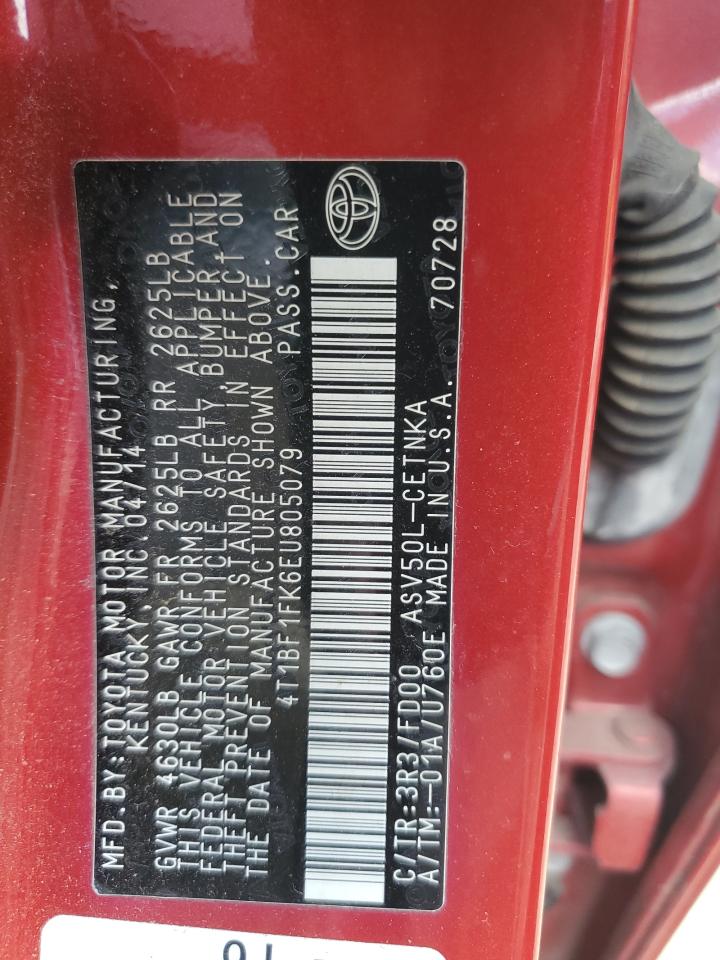 MFD.BY:TOYOTA MOTOR MANUFACTURING,
KENTUCKY, INC. 04/14
GVWR 4630LB GAWR FR 2625LB RR 2625LB
THIS VEHICLE CONFORMS TO ALL APPLICABLE
FEDERAL MOTOR VEHICLE SAFETY, BUMPER, AND
THEFT PREVENTION STANDARDS IN EFFECT ON
THE DATE OF MANUFACTURE SHOWN ABOVE.
4T1BF1FK6EU805079 PASS.CAR
C/TR:3R3/FD00 ASV50L-CETNKA
A/TM:-01A/U760E MADE IN U.S.A. 70728